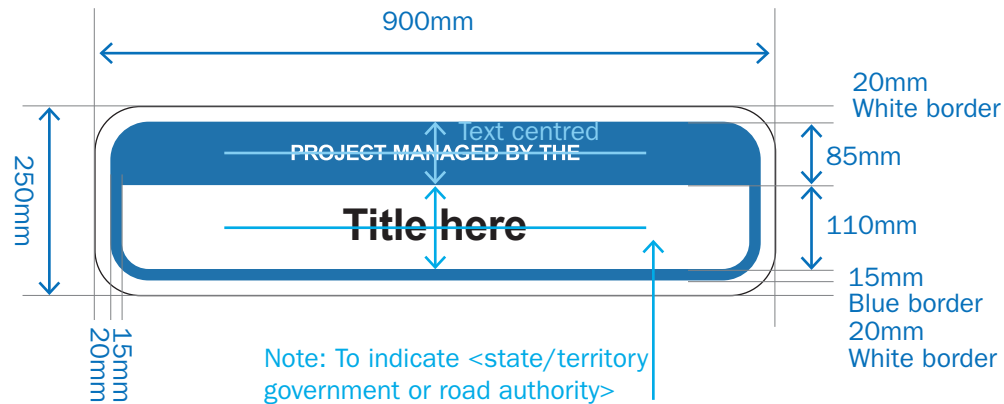 900mm
20mm
White border
Text centred
PROJECT MANAGED BY THE
85mm
250mm
Title here
110mm
15mm
Blue border
20mm
White border
15mm
20mm
Note: To indicate <state/territory
government or road authority>